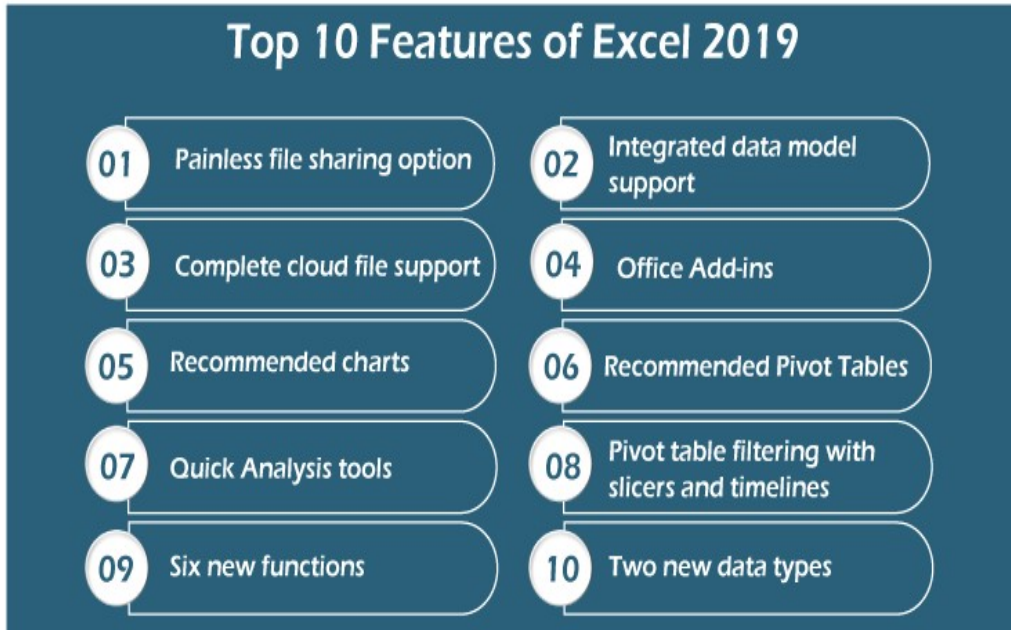 Top 10 Features of Excel 2019
01
Painless file sharing option
02
Integrated data model
support
03
Complete cloud file support
04
Office Add-ins
05
Recommended charts
06
Recommended Pivot Tables
07
Quick Analysis tools
08
Pivot table filtering with
slicers and timelines
09
Six new functions
10
Two new data types